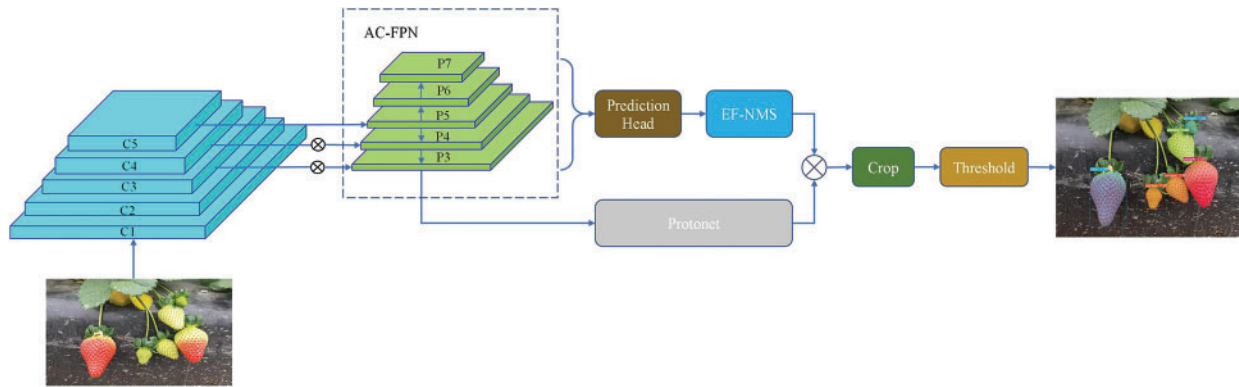 AC-FPN
P7
P6
P5
P4
P3
C5
C4
C3
C2
C1
Prediction
Head
EF-NMS
Crop
Threshold
Protonet